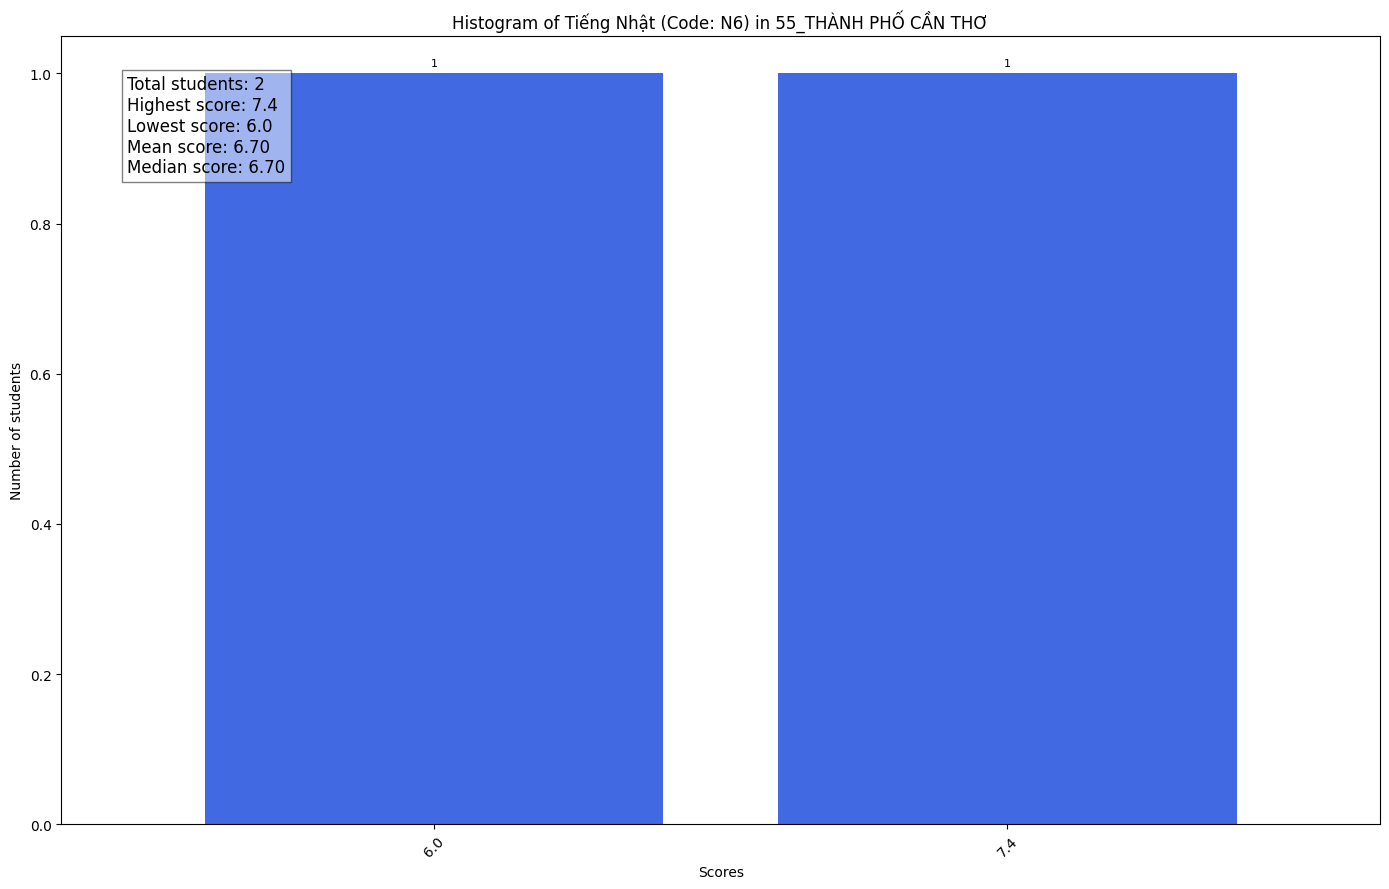 Histogram of Tiếng Nhật (Code: N6) in 55_THÀNH PHỐ CẦN THƠ
1
1
Total students: 2
Highest score: 7.4
Lowest score: 6.0
Mean score: 6.70
Median score: 6.70
Number of students
1.0
0.8
0.6
0.4
0.2
0.0
6.0
7.4
Scores